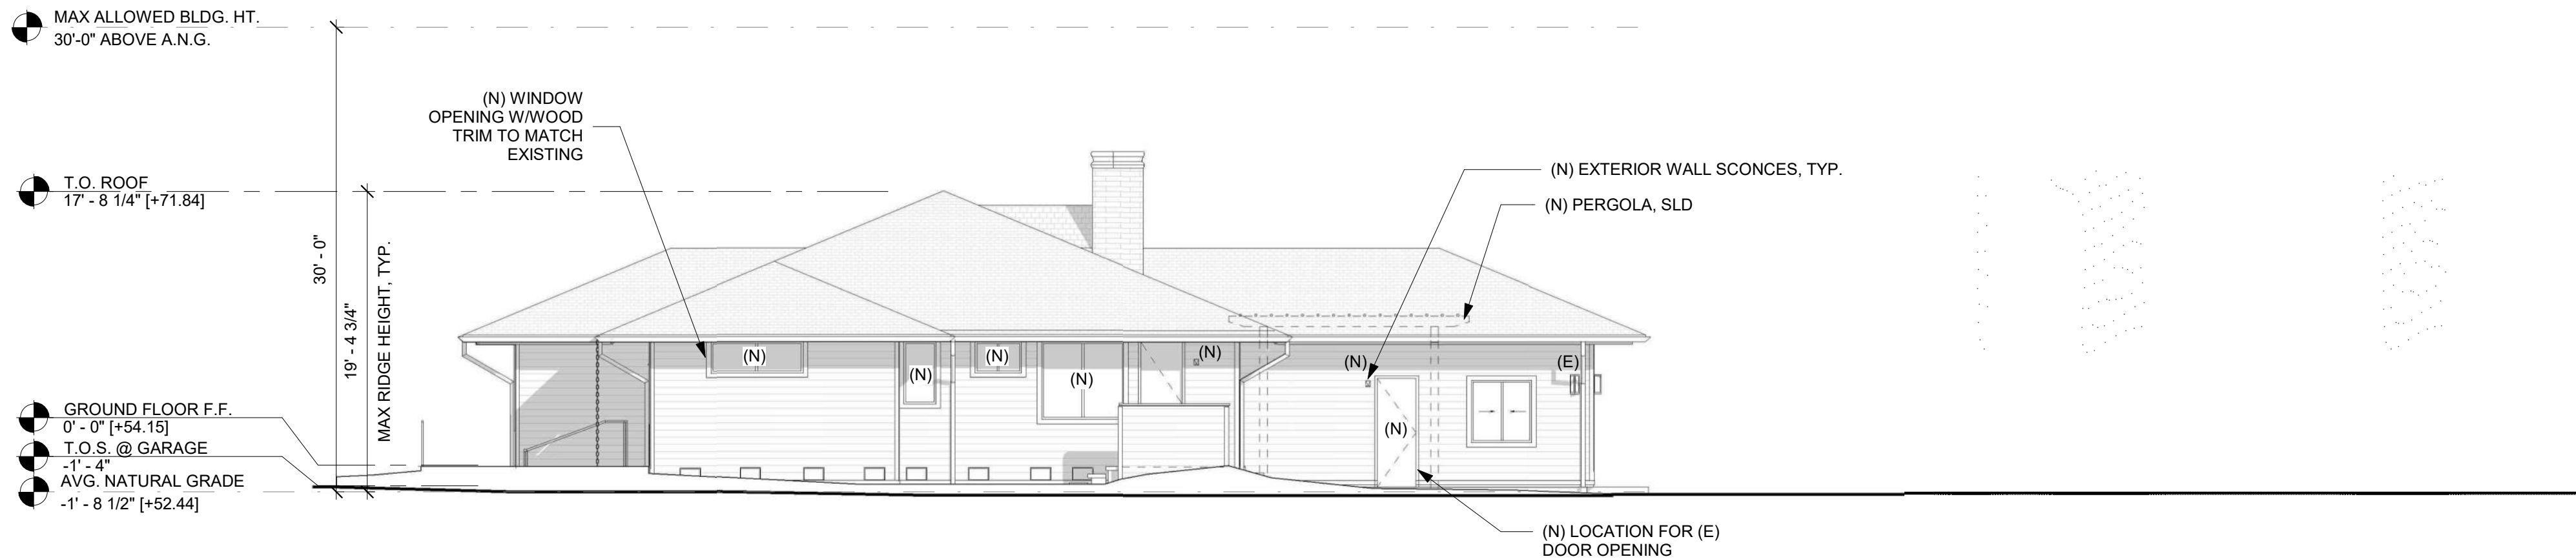 MAX ALLOWED BLDG. HT.
30'-0" ABOVE A.N.G.
(N) WINDOW
OPENING W/WOOD
TRIM TO MATCH
EXISTING
T.O. ROOF
17' - 8 1/4" [+71.84]
30' - 0"
19' - 4 3/4"
MAX RIDGE HEIGHT, TYP.
(N) EXTERIOR WALL SCONCES, TYP.
(N) PERGOLA, SLD
(N)
(N)
(N)
(N)
(N)
(N)
(E)
(N)
GROUND FLOOR F.F.
0' - 0" [+54.15]
T.O.S. @ GARAGE
-1' - 4"
AVG. NATURAL GRADE
-1' - 8 1/2" [+52.44]
(N) LOCATION FOR (E)
DOOR OPENING